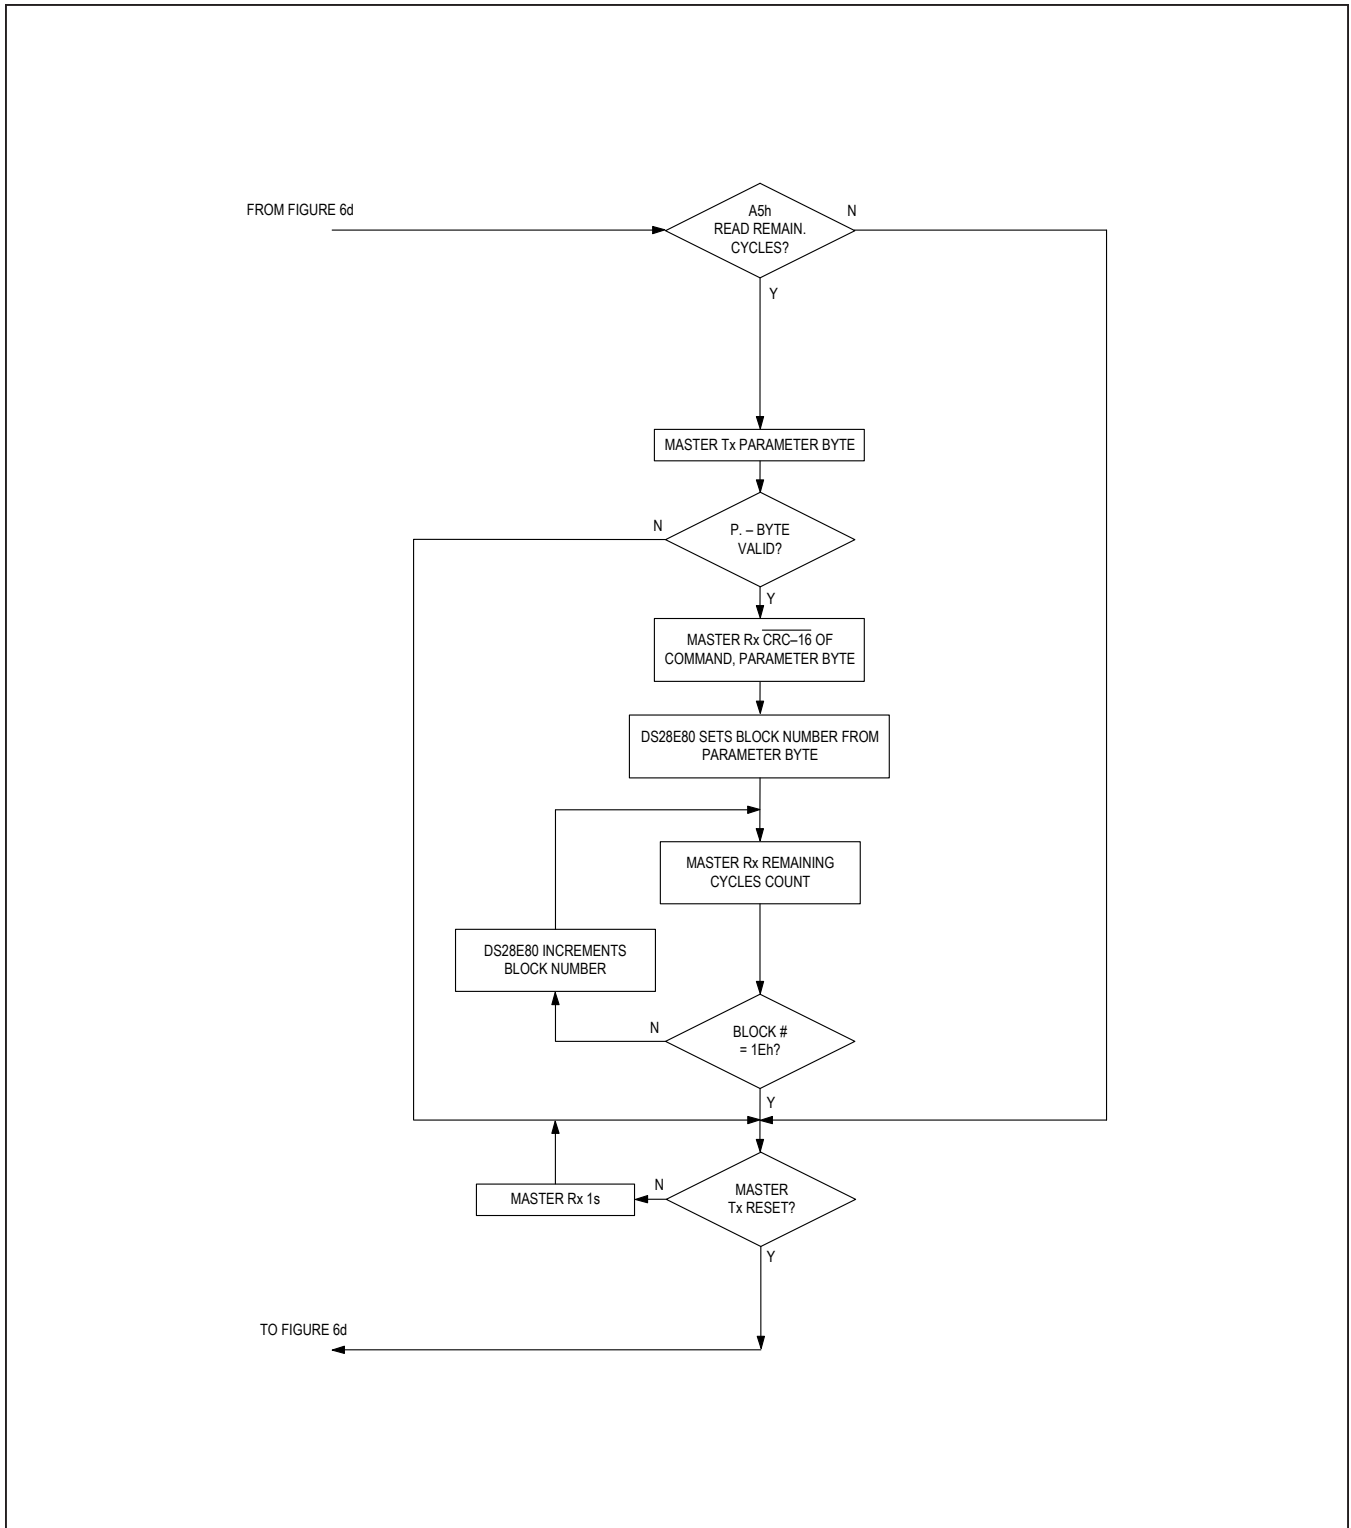 FROM FIGURE 6d
A5h
READ REMAIN.
CYCLES?
N
Y
MASTER Tx PARAMETER BYTE
N
P. – BYTE
VALID?
Y
MASTER Rx CRC–16 OF
COMMAND, PARAMETER BYTE
DS28E80 SETS BLOCK NUMBER FROM
PARAMETER BYTE
MASTER Rx REMAINING
CYCLES COUNT
DS28E80 INCREMENTS
BLOCK NUMBER
N
BLOCK #
= 1Eh?
Y
MASTER Rx 1s
N
MASTER
Tx RESET?
Y
TO FIGURE 6d